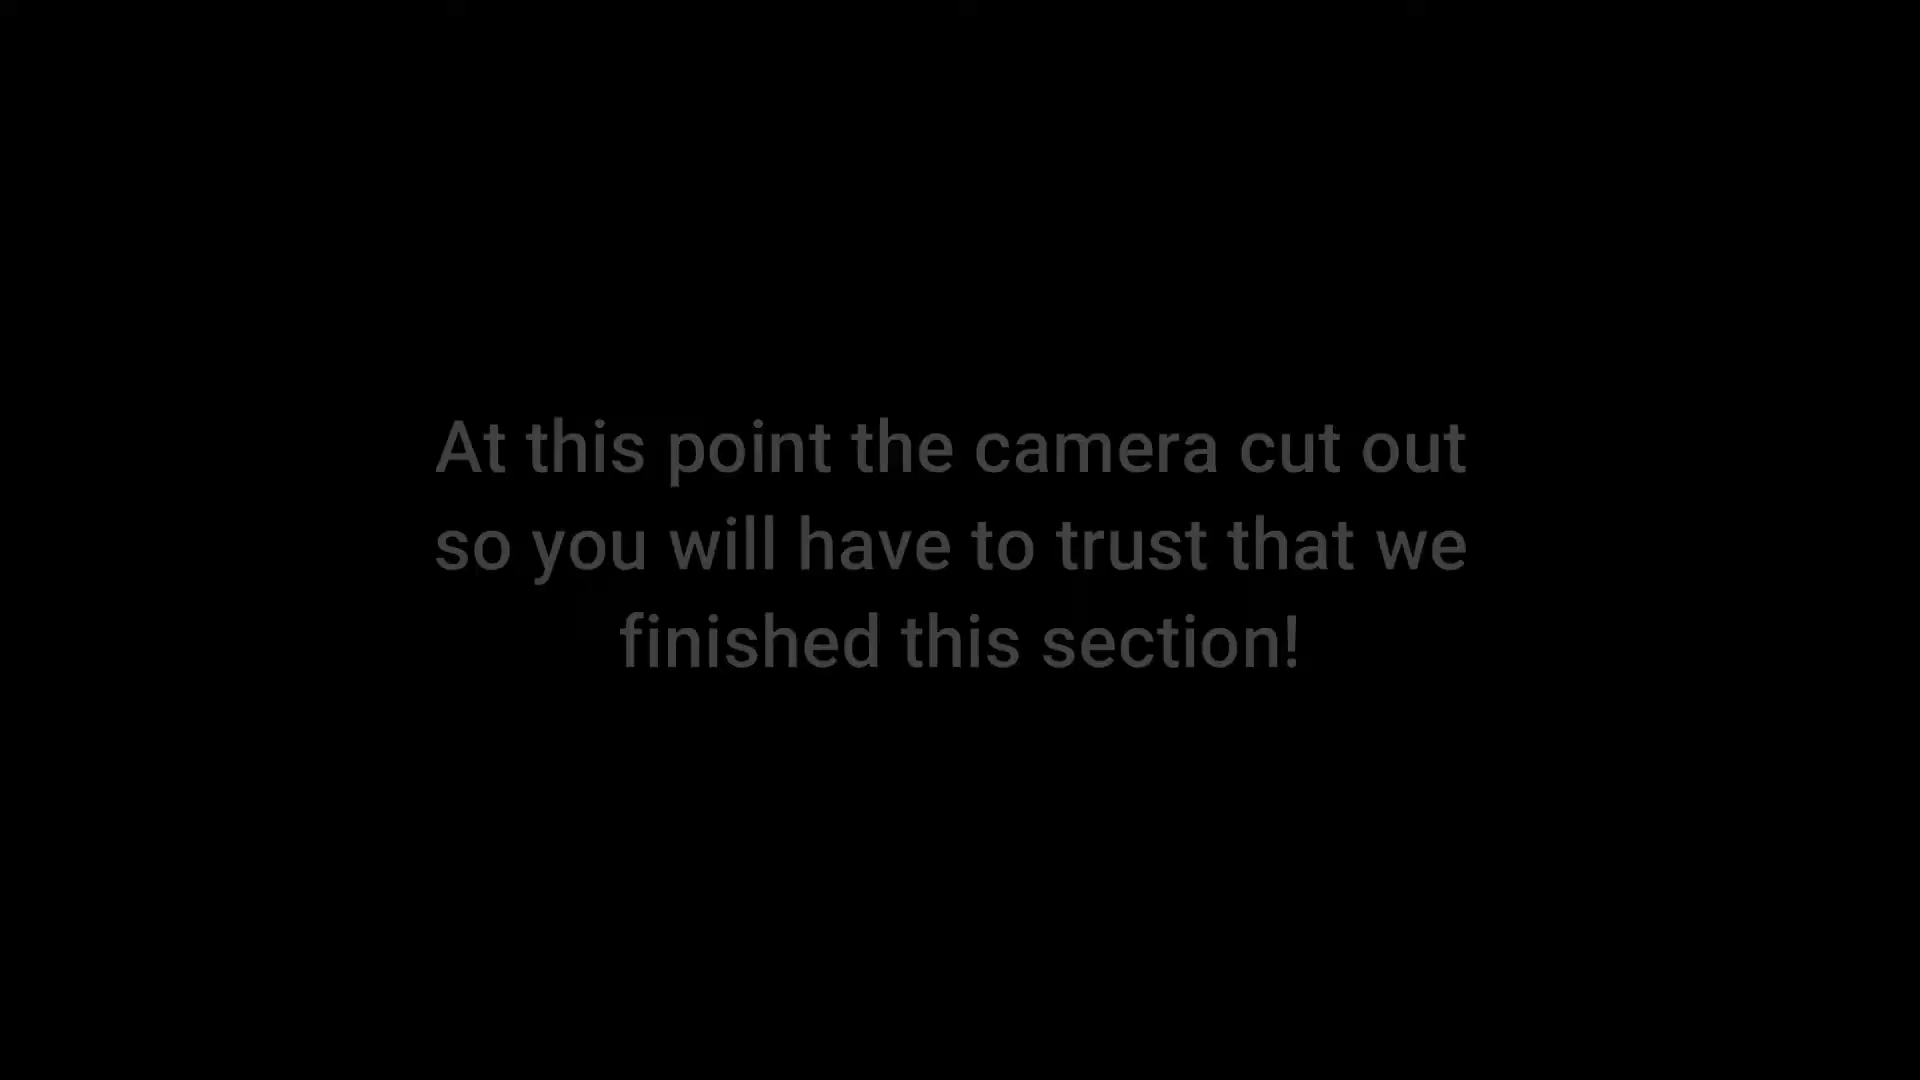 At this point the camera cut out
so you will have to trust that we
finished this section!